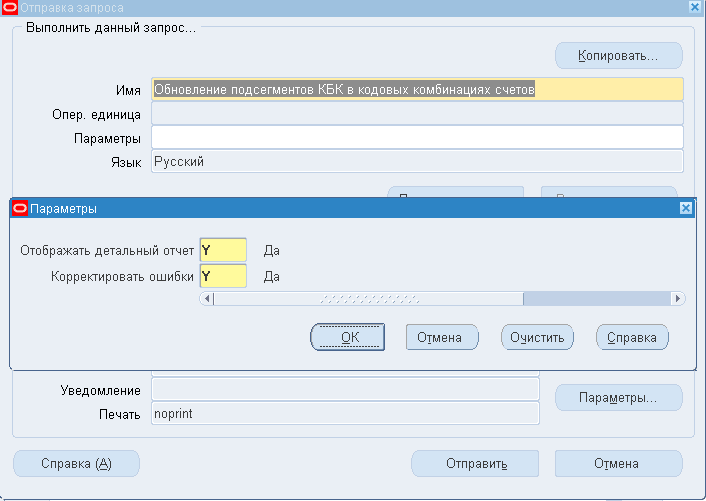 Отправка запроса
Выполнить данный запрос...
Копировать...
Имя Обновление подсегментов КБК в кодовых комбинациях счетов
Опер. единица
Параметры
Язык Русский
Параметры
Отображать детальный отчет Y Да
Корректировать ошибки Y Да
ОК Отмена Очистить Справка
Уведомление
Параметры...
Печать noprint
Справка (А) Отправить Отмена